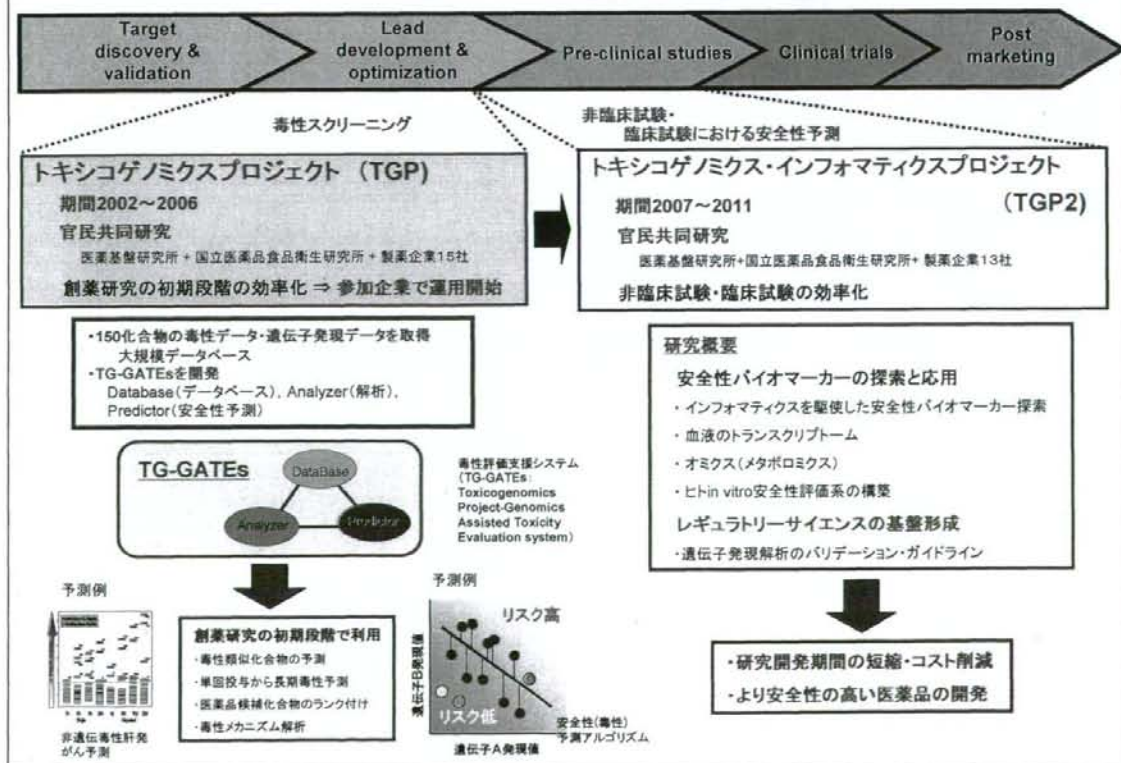 Target
discovery &
validation
Lead
development &
optimization
Pre-clinical studies
Clinical trials
Post
marketing
毒性スクリーニング
非臨床試験・
臨床試験における安全性予測
トキシコゲノミクスプロジェクト (TGP)
期間2002～2006
官民共同研究
医薬基盤研究所 + 国立医薬品食品衛生研究所 + 製薬企業15社
創薬研究の初期段階の効率化 ⇒ 参加企業で運用開始
トキシコゲノミクス・インフォマティクスプロジェクト
(TGP2)
期間2007～2011
官民共同研究
医薬基盤研究所+国立医薬品食品衛生研究所+ 製薬企業13社
非臨床試験・臨床試験の効率化
・150化合物の毒性データ・遺伝子発現データを取得
大規模データベース
・TG-GATEsを開発
Database(データベース), Analyzer(解析),
Predictor(安全性予測)
TG-GATEs
DataBase
Analyzer
Predictor
毒性評価支援システム
(TG-GATEs:
Toxicogenomics
Project-Genomics
Assisted Toxicity
Evaluation system)
予測例
非遺伝毒性肝発
がん予測
創薬研究の初期段階で利用
・毒性類似化合物の予測
・単回投与から長期毒性予測
・医薬品候補化合物のランク付け
・毒性メカニズム解析
予測例
リスク高
リスク低
遺伝子B発現値
遺伝子A発現値
安全性(毒性)
予測アルゴリズム
研究概要
安全性バイオマーカーの探索と応用
・インフォマティクスを駆使した安全性バイオマーカー探索
・血液のトランスクリプトーム
・オミクス(メタボロミクス)
・ヒトin vitro安全性評価系の構築
レギュラトリーサイエンスの基盤形成
・遺伝子発現解析のバリデーション・ガイドライン
・研究開発期間の短縮・コスト削減
・より安全性の高い医薬品の開発